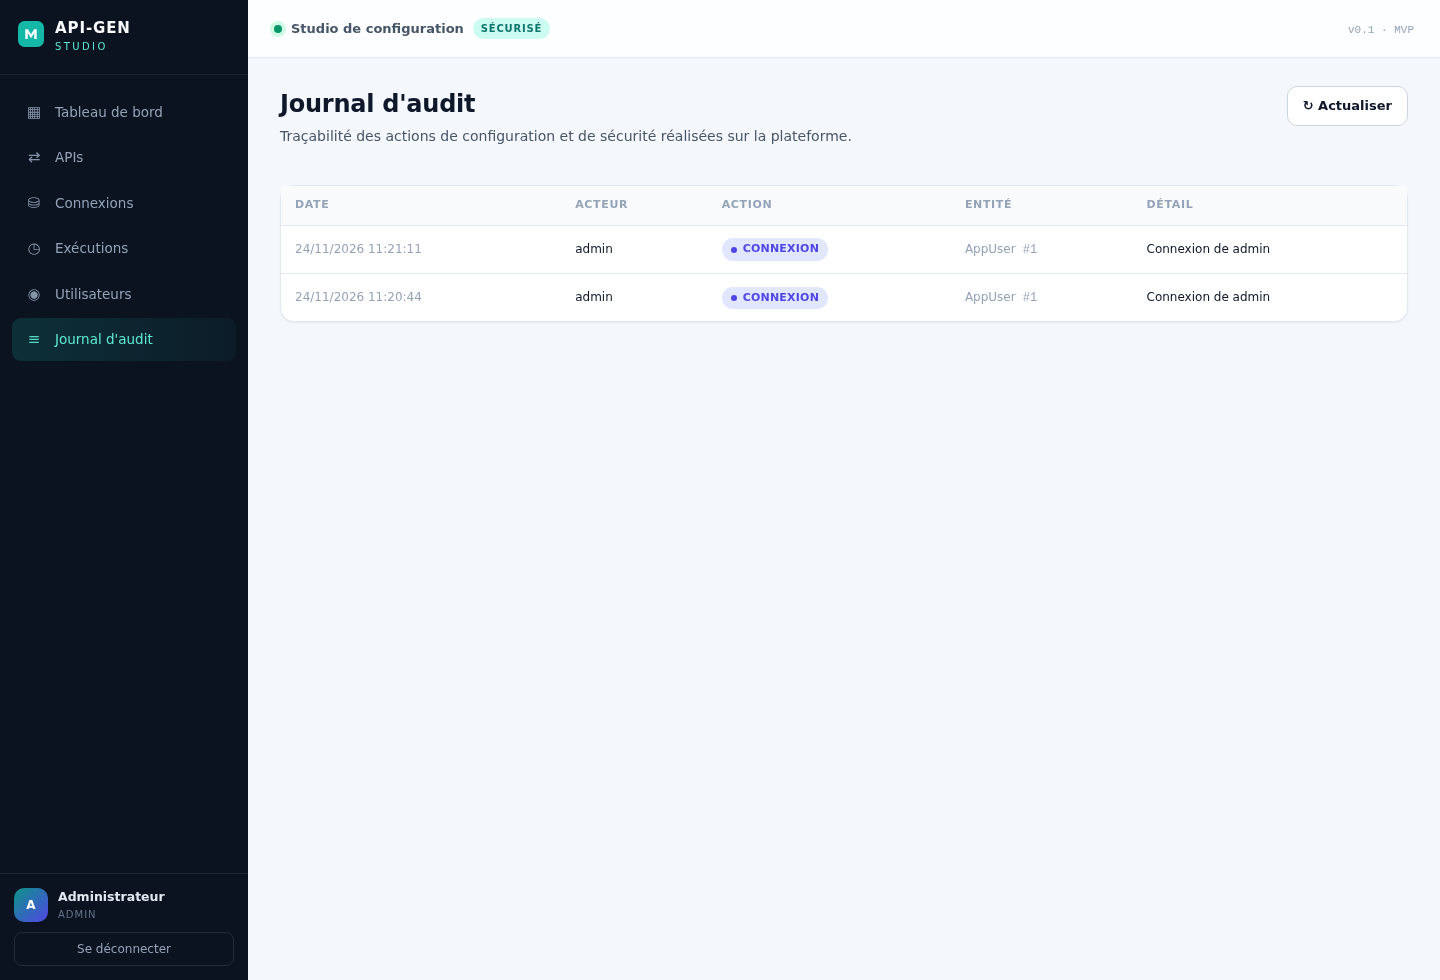 M API-GEN
STUDIO
▦ Tableau de bord
⇄ APIs
⛁ Connexions
◷ Exécutions
◉ Utilisateurs
≡ Journal d'audit
A Administrateur
ADMIN
Se déconnecter
Studio de configuration SÉCURISÉ
v0.1 · MVP
Journal d'audit
Traçabilité des actions de configuration et de sécurité réalisées sur la plateforme.
↻ Actualiser
DATE ACTEUR ACTION ENTITÉ DÉTAIL
24/11/2026 11:21:11 admin CONNEXION AppUser #1 Connexion de admin
24/11/2026 11:20:44 admin CONNEXION AppUser #1 Connexion de admin